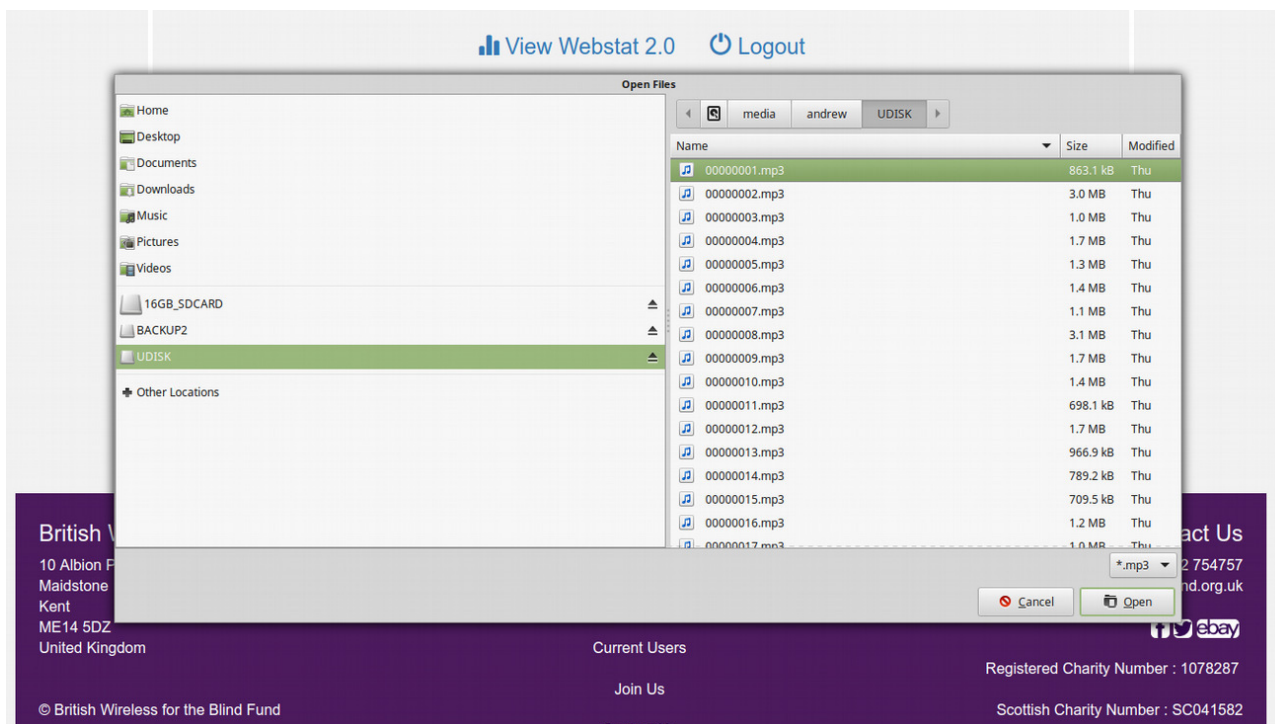 View Webstat 2.0 Logout
Open Files
Home
Desktop
Documents
Downloads
Music
Pictures
Videos
16GB_SDCARD
BACKUP2
UDISK
Other Locations
media andrew UDISK
Name Size Modified
00000001.mp3 863.1 kB Thu
00000002.mp3 3.0 MB Thu
00000003.mp3 1.0 MB Thu
00000004.mp3 1.7 MB Thu
00000005.mp3 1.3 MB Thu
00000006.mp3 1.4 MB Thu
00000007.mp3 1.1 MB Thu
00000008.mp3 3.1 MB Thu
00000009.mp3 1.7 MB Thu
00000010.mp3 1.4 MB Thu
00000011.mp3 698.1 kB Thu
00000012.mp3 1.7 MB Thu
00000013.mp3 966.9 kB Thu
00000014.mp3 789.2 kB Thu
00000015.mp3 709.5 kB Thu
00000016.mp3 1.2 MB Thu
00000017.mp3 1.0 MB Thu
*.mp3
Cancel Open
British
10 Albion
Maidstone
Kent
ME14 5DZ
United Kingdom
© British Wireless for the Blind Fund
Current Users
Join Us
act Us
2 754757
nd.org.uk
ebay
Registered Charity Number : 1078287
Scottish Charity Number : SC041582